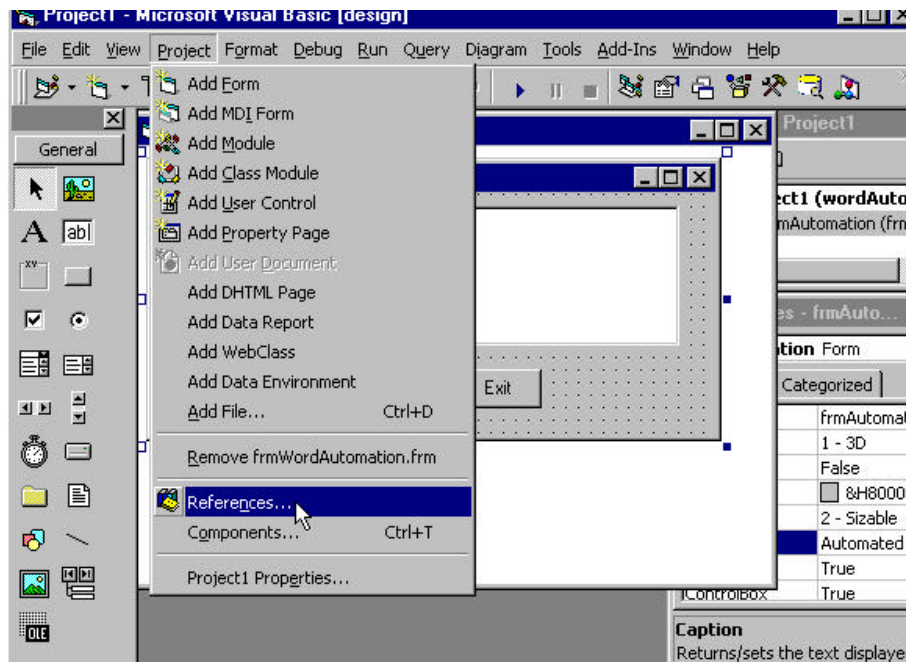 Project1 - Microsoft Visual Basic [design]
File Edit View Project Format Debug Run Query Diagram Tools Add-Ins Window Help
General
A ab|
xv
OLE
Add Form
Add MDI Form
Add Module
Add Class Module
Add User Control
Add Property Page
Add User Document
Add DHTML Page
Add Data Report
Add WebClass
Add Data Environment
Add File... Ctrl+D
Remove frmWordAutomation.frm
References...
Components... Ctrl+T
Project1 Properties...
Exit
Project1
ect1 (wordAuto
mAutomation (frm
es - frmAuto...
tion Form
Categorized
frmAutomat
1 - 3D
False
&H8000
2 - Sizable
Automated
True
ControlBox True
Caption
Returns/sets the text displaye